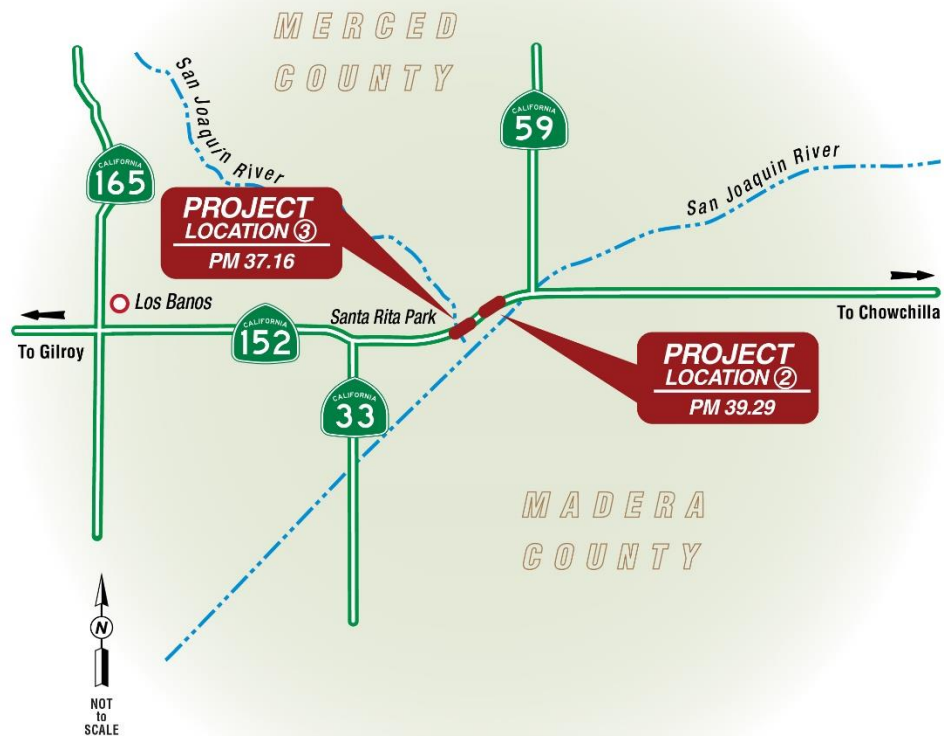 MERCED
COUNTY
San Joaquin River
CALIFORNIA
59
CALIFORNIA
165
San Joaquin River
PROJECT
LOCATION ③
PM 37.16
Los Banos
Santa Rita Park
To Chowchilla
To Gilroy
CALIFORNIA
152
PROJECT
LOCATION ②
PM 39.29
CALIFORNIA
33
MADERA
COUNTY
N
NOT
to
SCALE